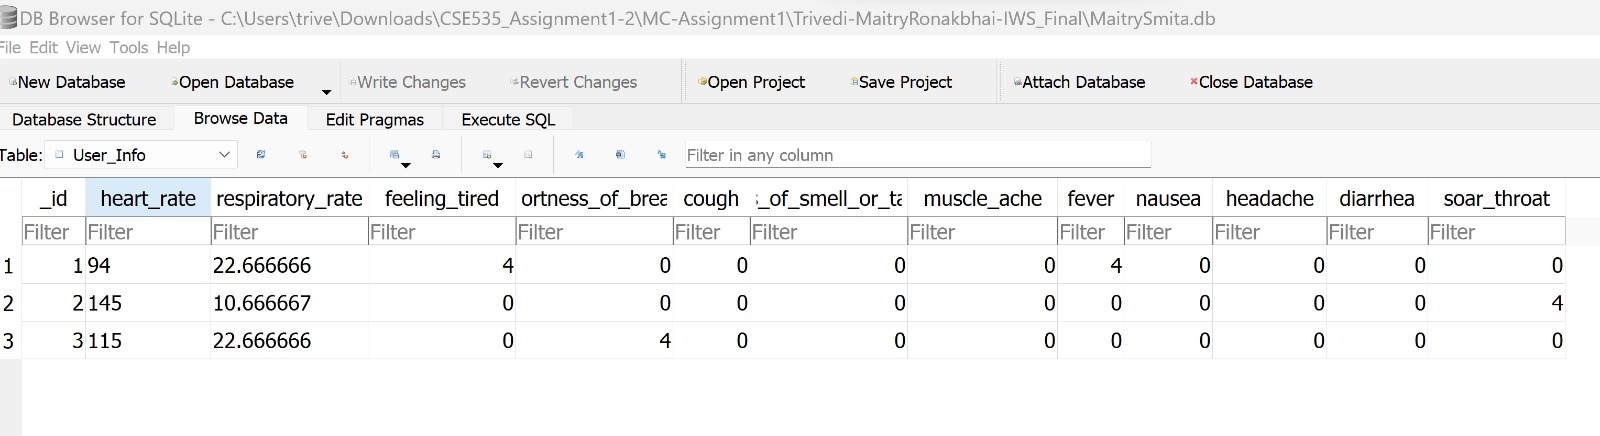 DB Browser for SQLite - C:\Users\trive\Downloads\CSE535_Assignment1-2\MC-Assignment1\Trivedi-MaitryRonakbhai-IWS_Final\MaitrySmita.db
File Edit View Tools Help
New Database Open Database Write Changes Revert Changes Open Project Save Project Attach Database Close Database
Database Structure Browse Data Edit Pragmas Execute SQL
Table: User_Info Filter in any column
_id heart_rate respiratory_rate feeling_tired ortness_of_brea cough s_of_smell_or_ta muscle_ache fever nausea headache diarrhea soar_throat
Filter Filter Filter Filter Filter Filter Filter Filter Filter Filter Filter Filter Filter
1 1 94 22.666666 4 0 0 0 0 4 0 0 0 0
2 2 145 10.666667 0 0 0 0 0 0 0 0 0 4
3 3 115 22.666666 0 4 0 0 0 0 0 0 0 0